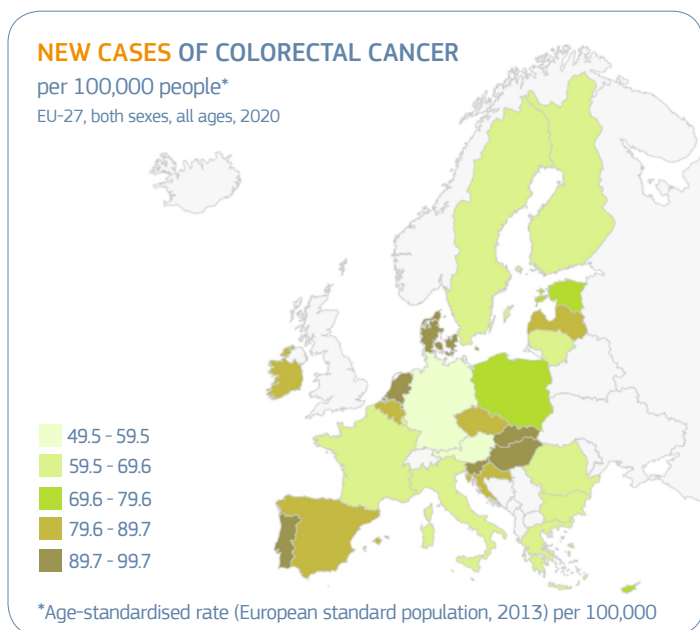 NEW CASES OF COLORECTAL CANCER
per 100,000 people*
EU-27, both sexes, all ages, 2020
49.5 - 59.5
59.5 - 69.6
69.6 - 79.6
79.6 - 89.7
89.7 - 99.7
*Age-standardised rate (European standard population, 2013) per 100,000